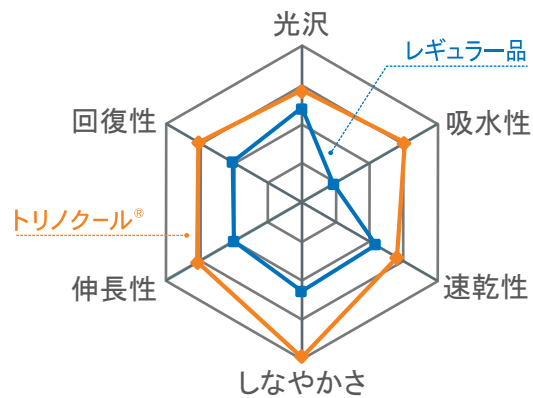 光沢
レギュラー品
回復性
吸水性
トリノクール®
伸長性
速乾性
しなやかさ